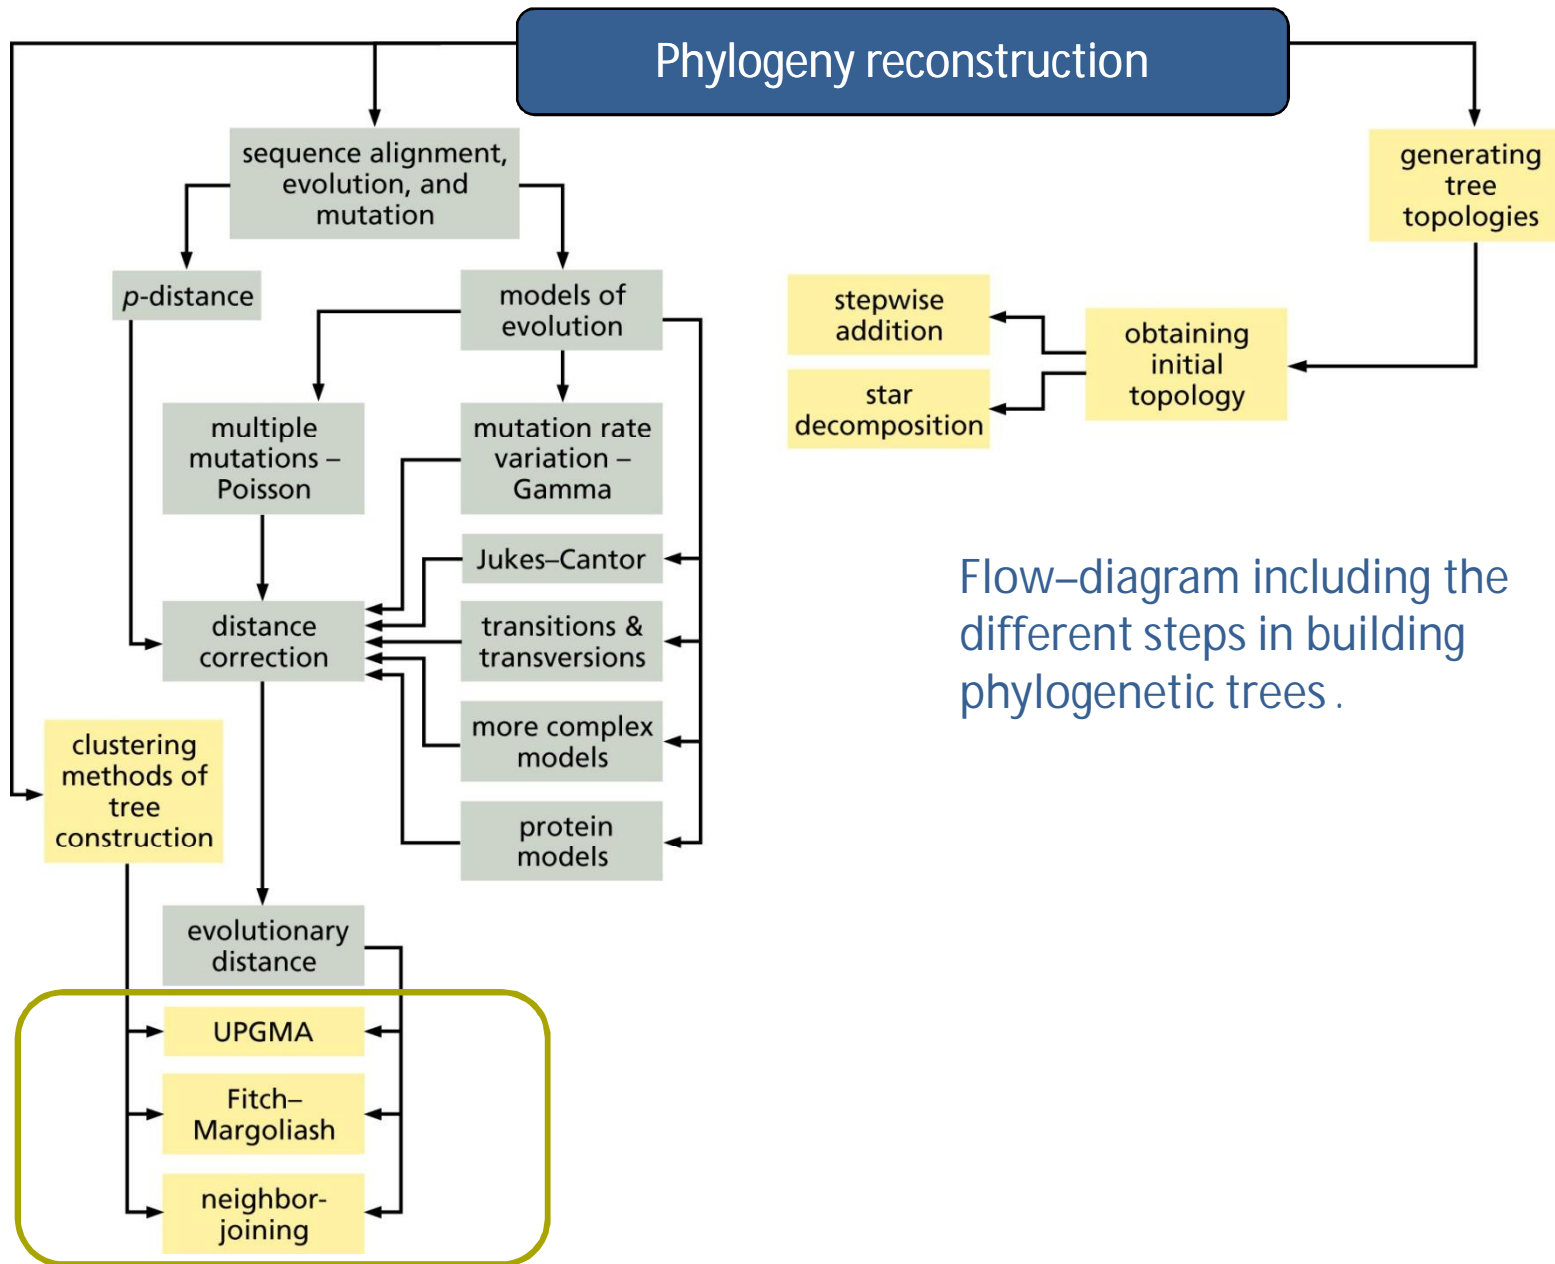 Phylogeny reconstruction
sequence alignment,
evolution, and
mutation
generating
tree
topologies
p-distance
models of
evolution
stepwise
addition
obtaining
initial
topology
star
decomposition
multiple
mutations –
Poisson
mutation rate
variation –
Gamma
Jukes–Cantor
Flow–diagram including the
different steps in building
phylogenetic trees .
distance
correction
transitions &
transversions
more complex
models
clustering
methods of
tree
construction
protein
models
evolutionary
distance
UPGMA
Fitch–
Margoliash
neighbor-
joining